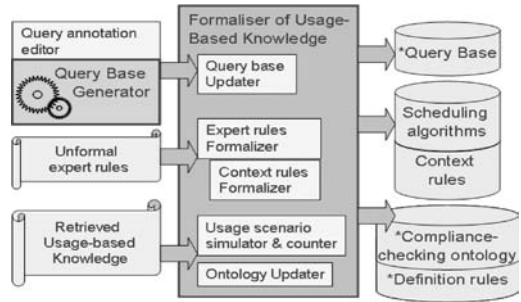 Query annotation
editor
Query Base
Generator
Unformal
expert rules
Retrieved
Usage-based
Knowledge
Formaliser of Usage-
Based Knowledge
Query base
Updater
Expert rules
Formalizer
Context rules
Formalizer
Usage scenario
simulator & counter
Ontology Updater
*Query Base
Scheduling
algorithms
Context
rules
*Compliance-
checking ontology
*Definition rules